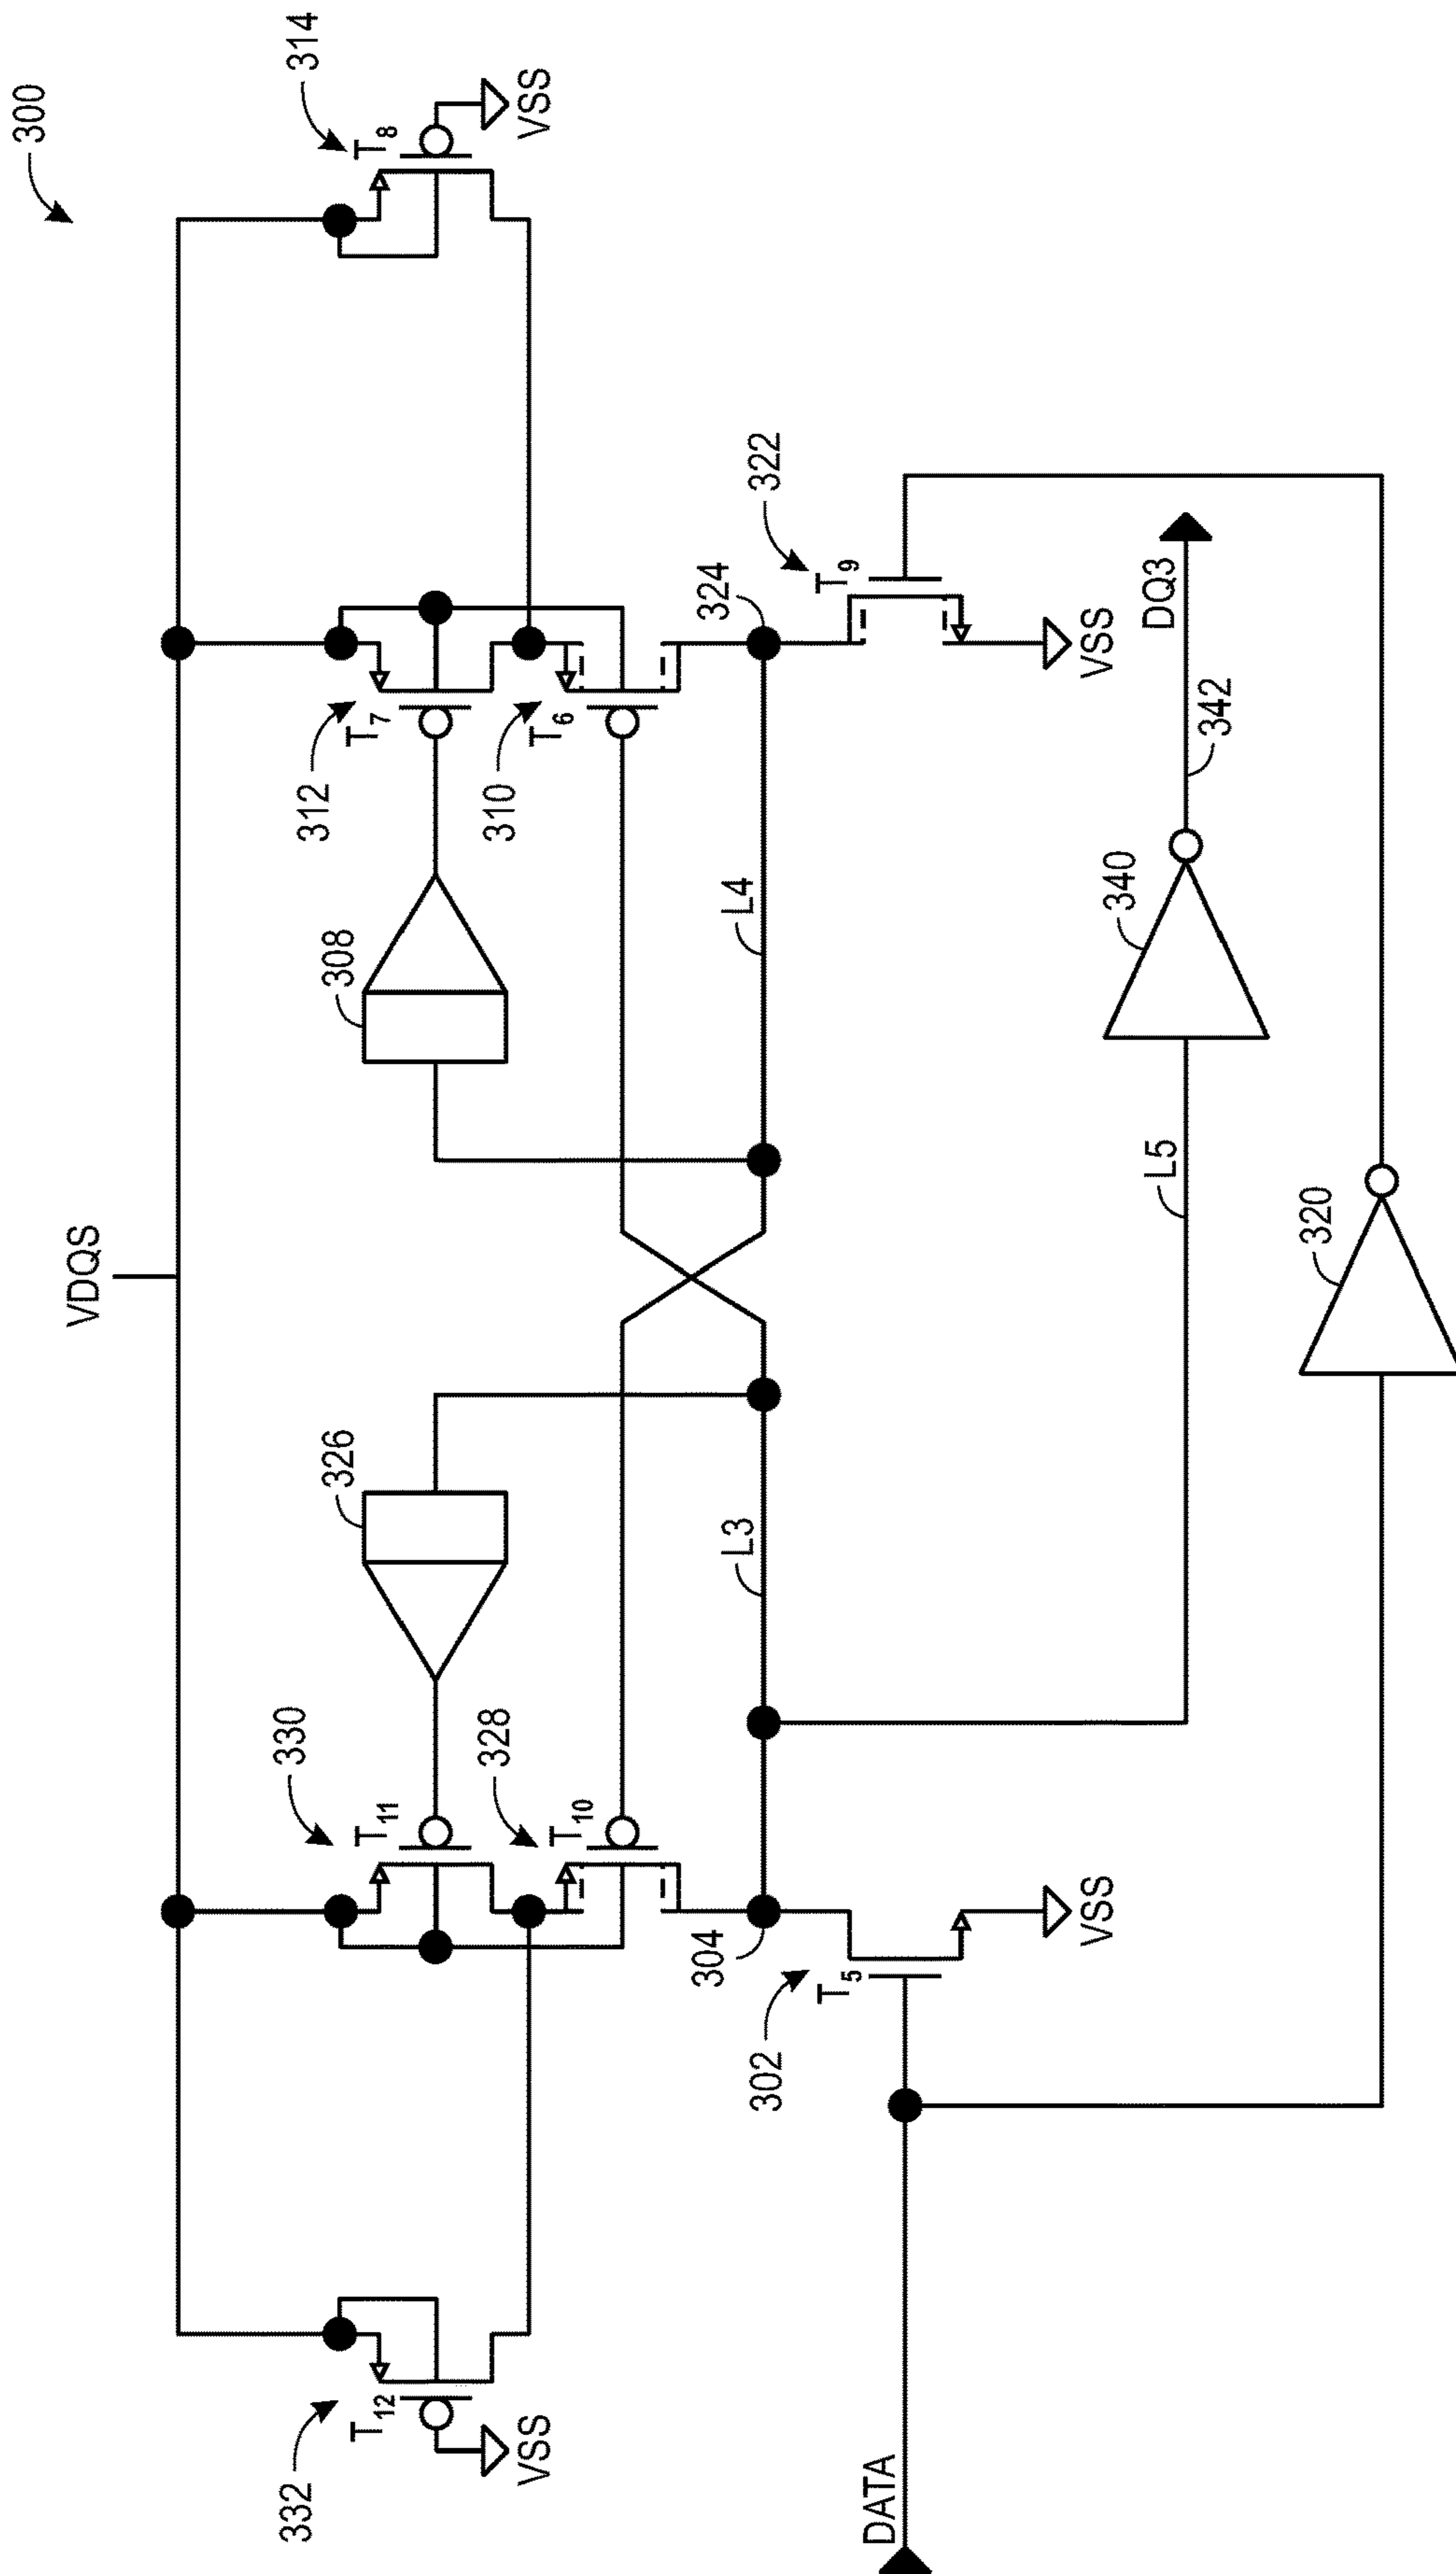 300
VDQS
332
T12
VSS
330
T11
328
T10
326
308
312
T7
310
T6
314
T8
VSS
304
L3
L4
324
302
T5
VSS
322
T9
VSS
DATA
L5
340
342
DQ3
320